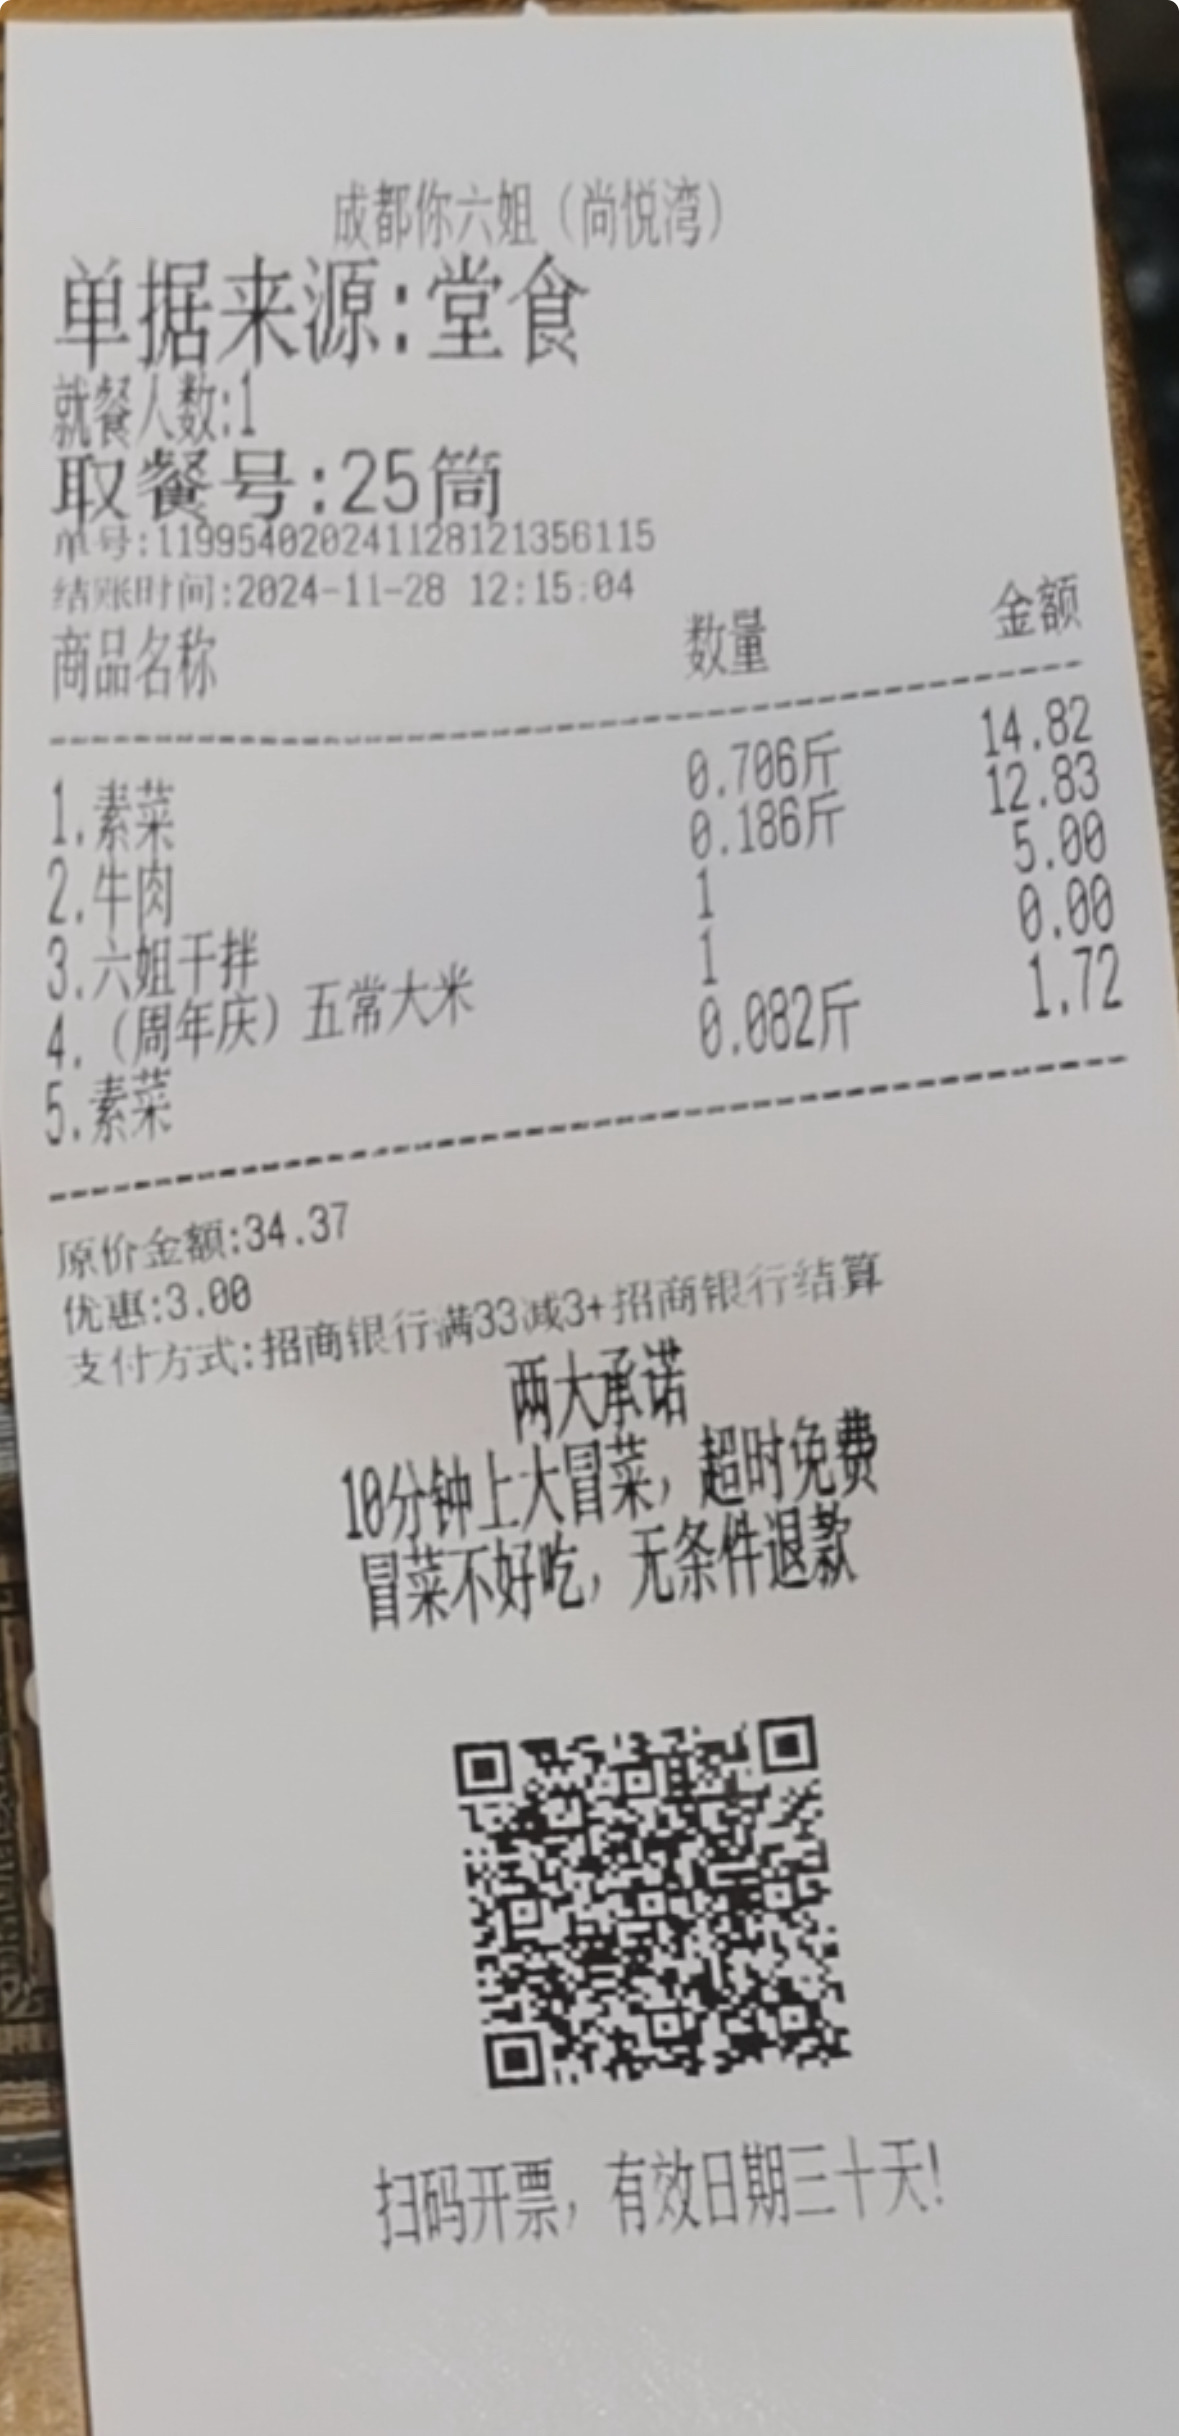 成都你六姐（尚悦湾）
单据来源:堂食
就餐人数:1
取餐号:25筒
单号:119954020241128121356115
结账时间:2024-11-28 12:15:04
商品名称 数量 金额
1.素菜 0.706斤 14.82
2.牛肉 0.186斤 12.83
3.六姐干拌 1 5.00
4.（周年庆）五常大米 1 0.00
5.素菜 0.082斤 1.72
原价金额:34.37
优惠:3.00
支付方式:招商银行满33减3+招商银行结算
两大承诺
10分钟上大冒菜，超时免费
冒菜不好吃，无条件退款
扫码开票，有效日期三十天!